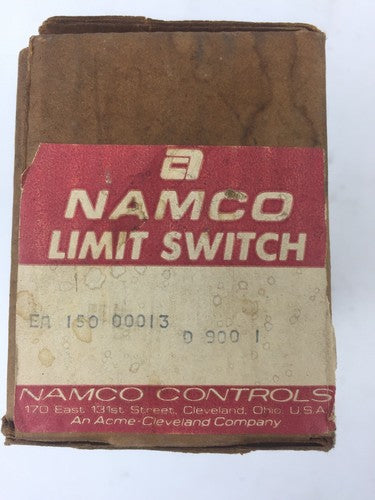 a
NAMCO
LIMIT SWITCH
EA 150 00013
D 900 1
NAMCO CONTROLS
170 East 131st Street, Cleveland, Ohio, U.S.A.
An Acme-Cleveland Company